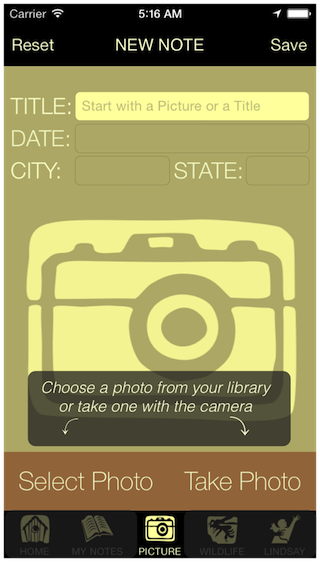 Carrier 5:16 AM
Reset NEW NOTE Save
TITLE: Start with a Picture or a Title
DATE:
CITY: STATE:
Choose a photo from your library
or take one with the camera
Select Photo Take Photo
HOME MY NOTES PICTURE WILDLIFE LINDSAY